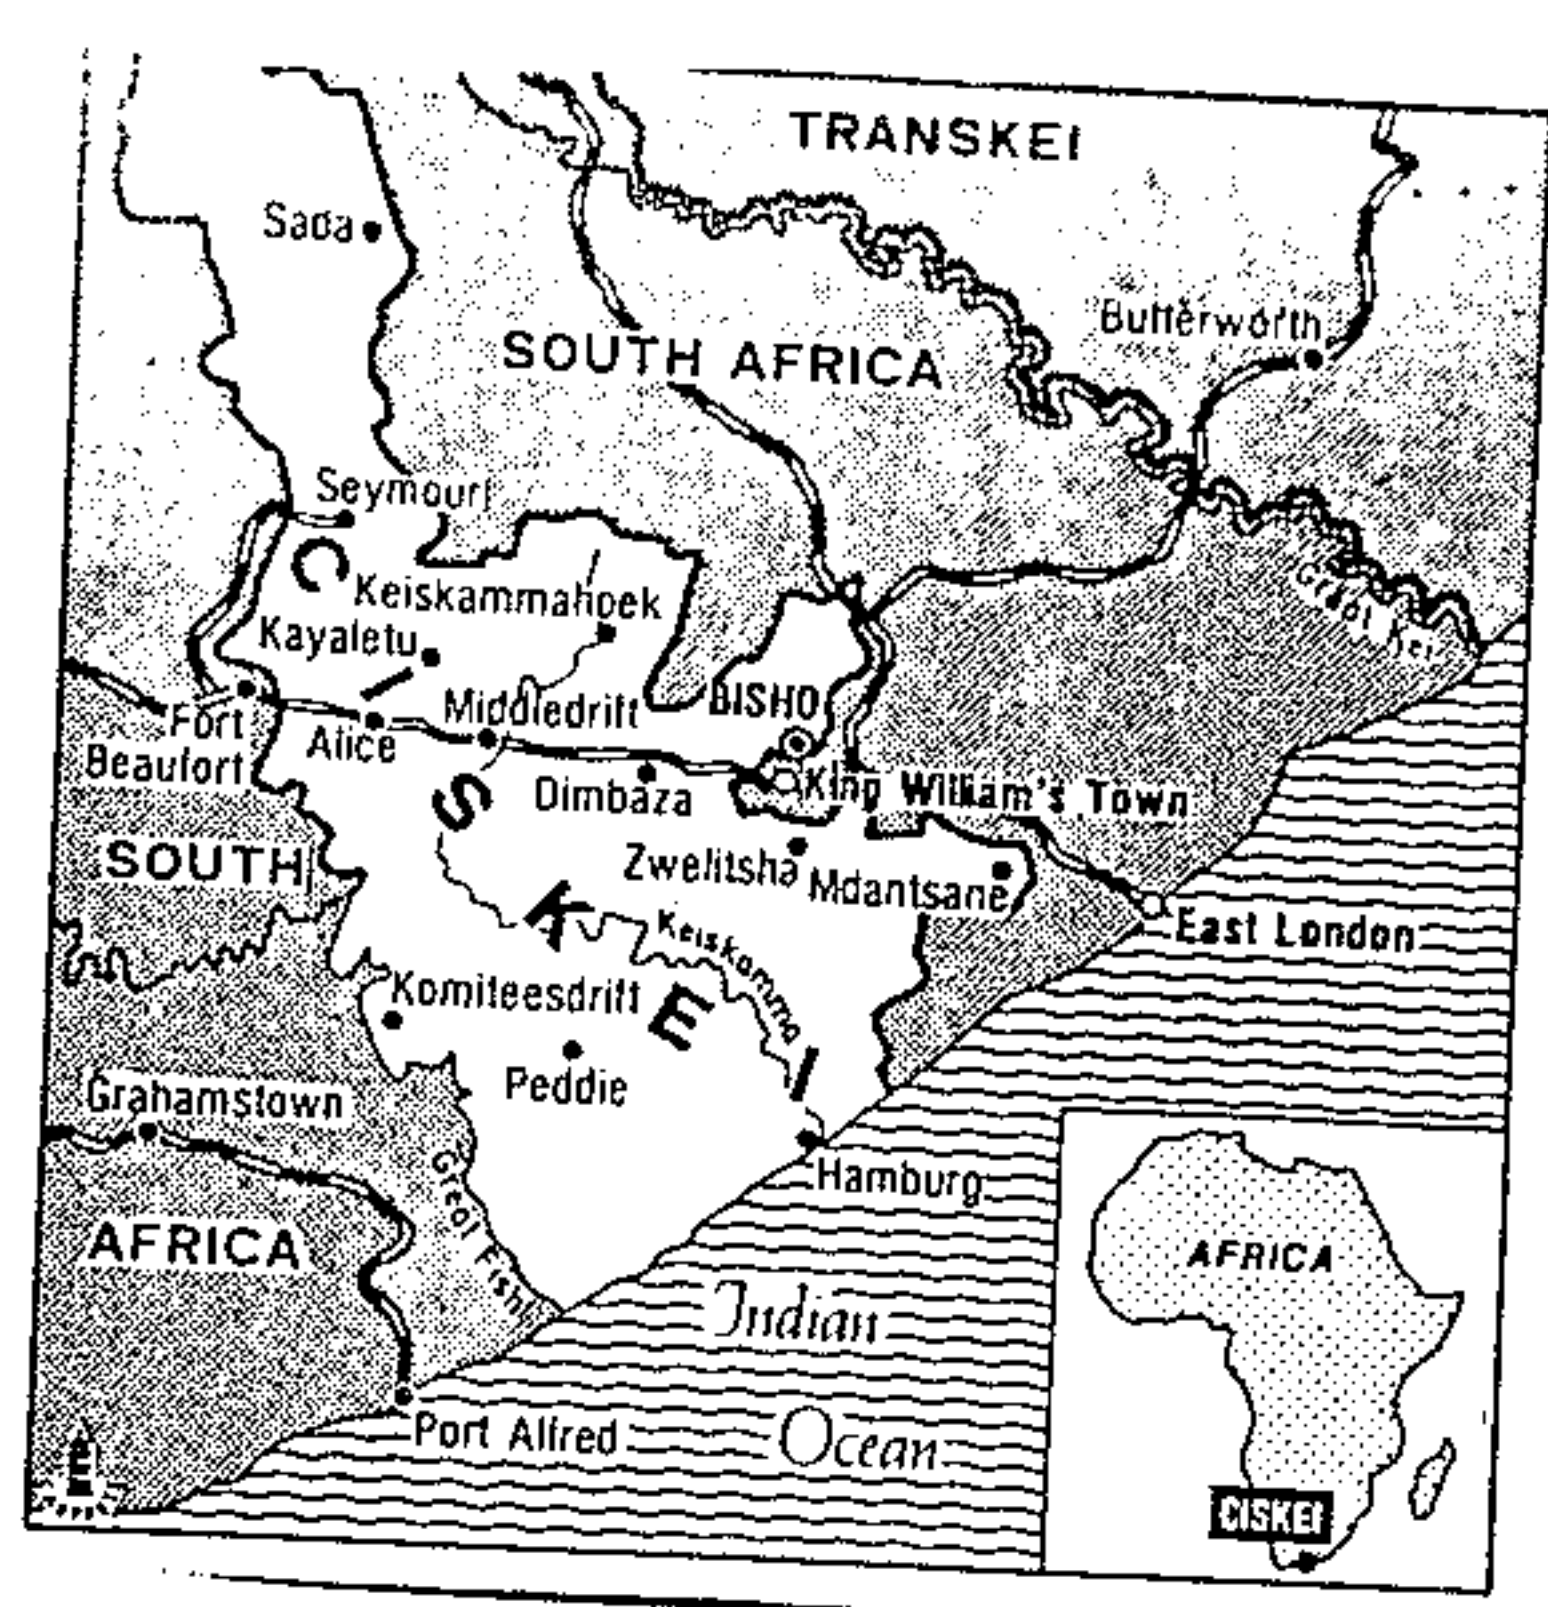 TRANSKEI
Sada
Butterworth
SOUTH AFRICA
Seymour
CISKEI
Keiskammahoek
Kayaletu
Great Kei
Middledrift
BISHO
Fort
Beaufort
Alice
Dimbaza
King William's Town
SOUTH
Zwelitsha
Mdantsane
East London
Keiskamma
Komiteesdrift
Peddie
Grahamstown
Great Fish
Hamburg
AFRICA
AFRICA
Indian
Ocean
Port Alfred
CISKEI